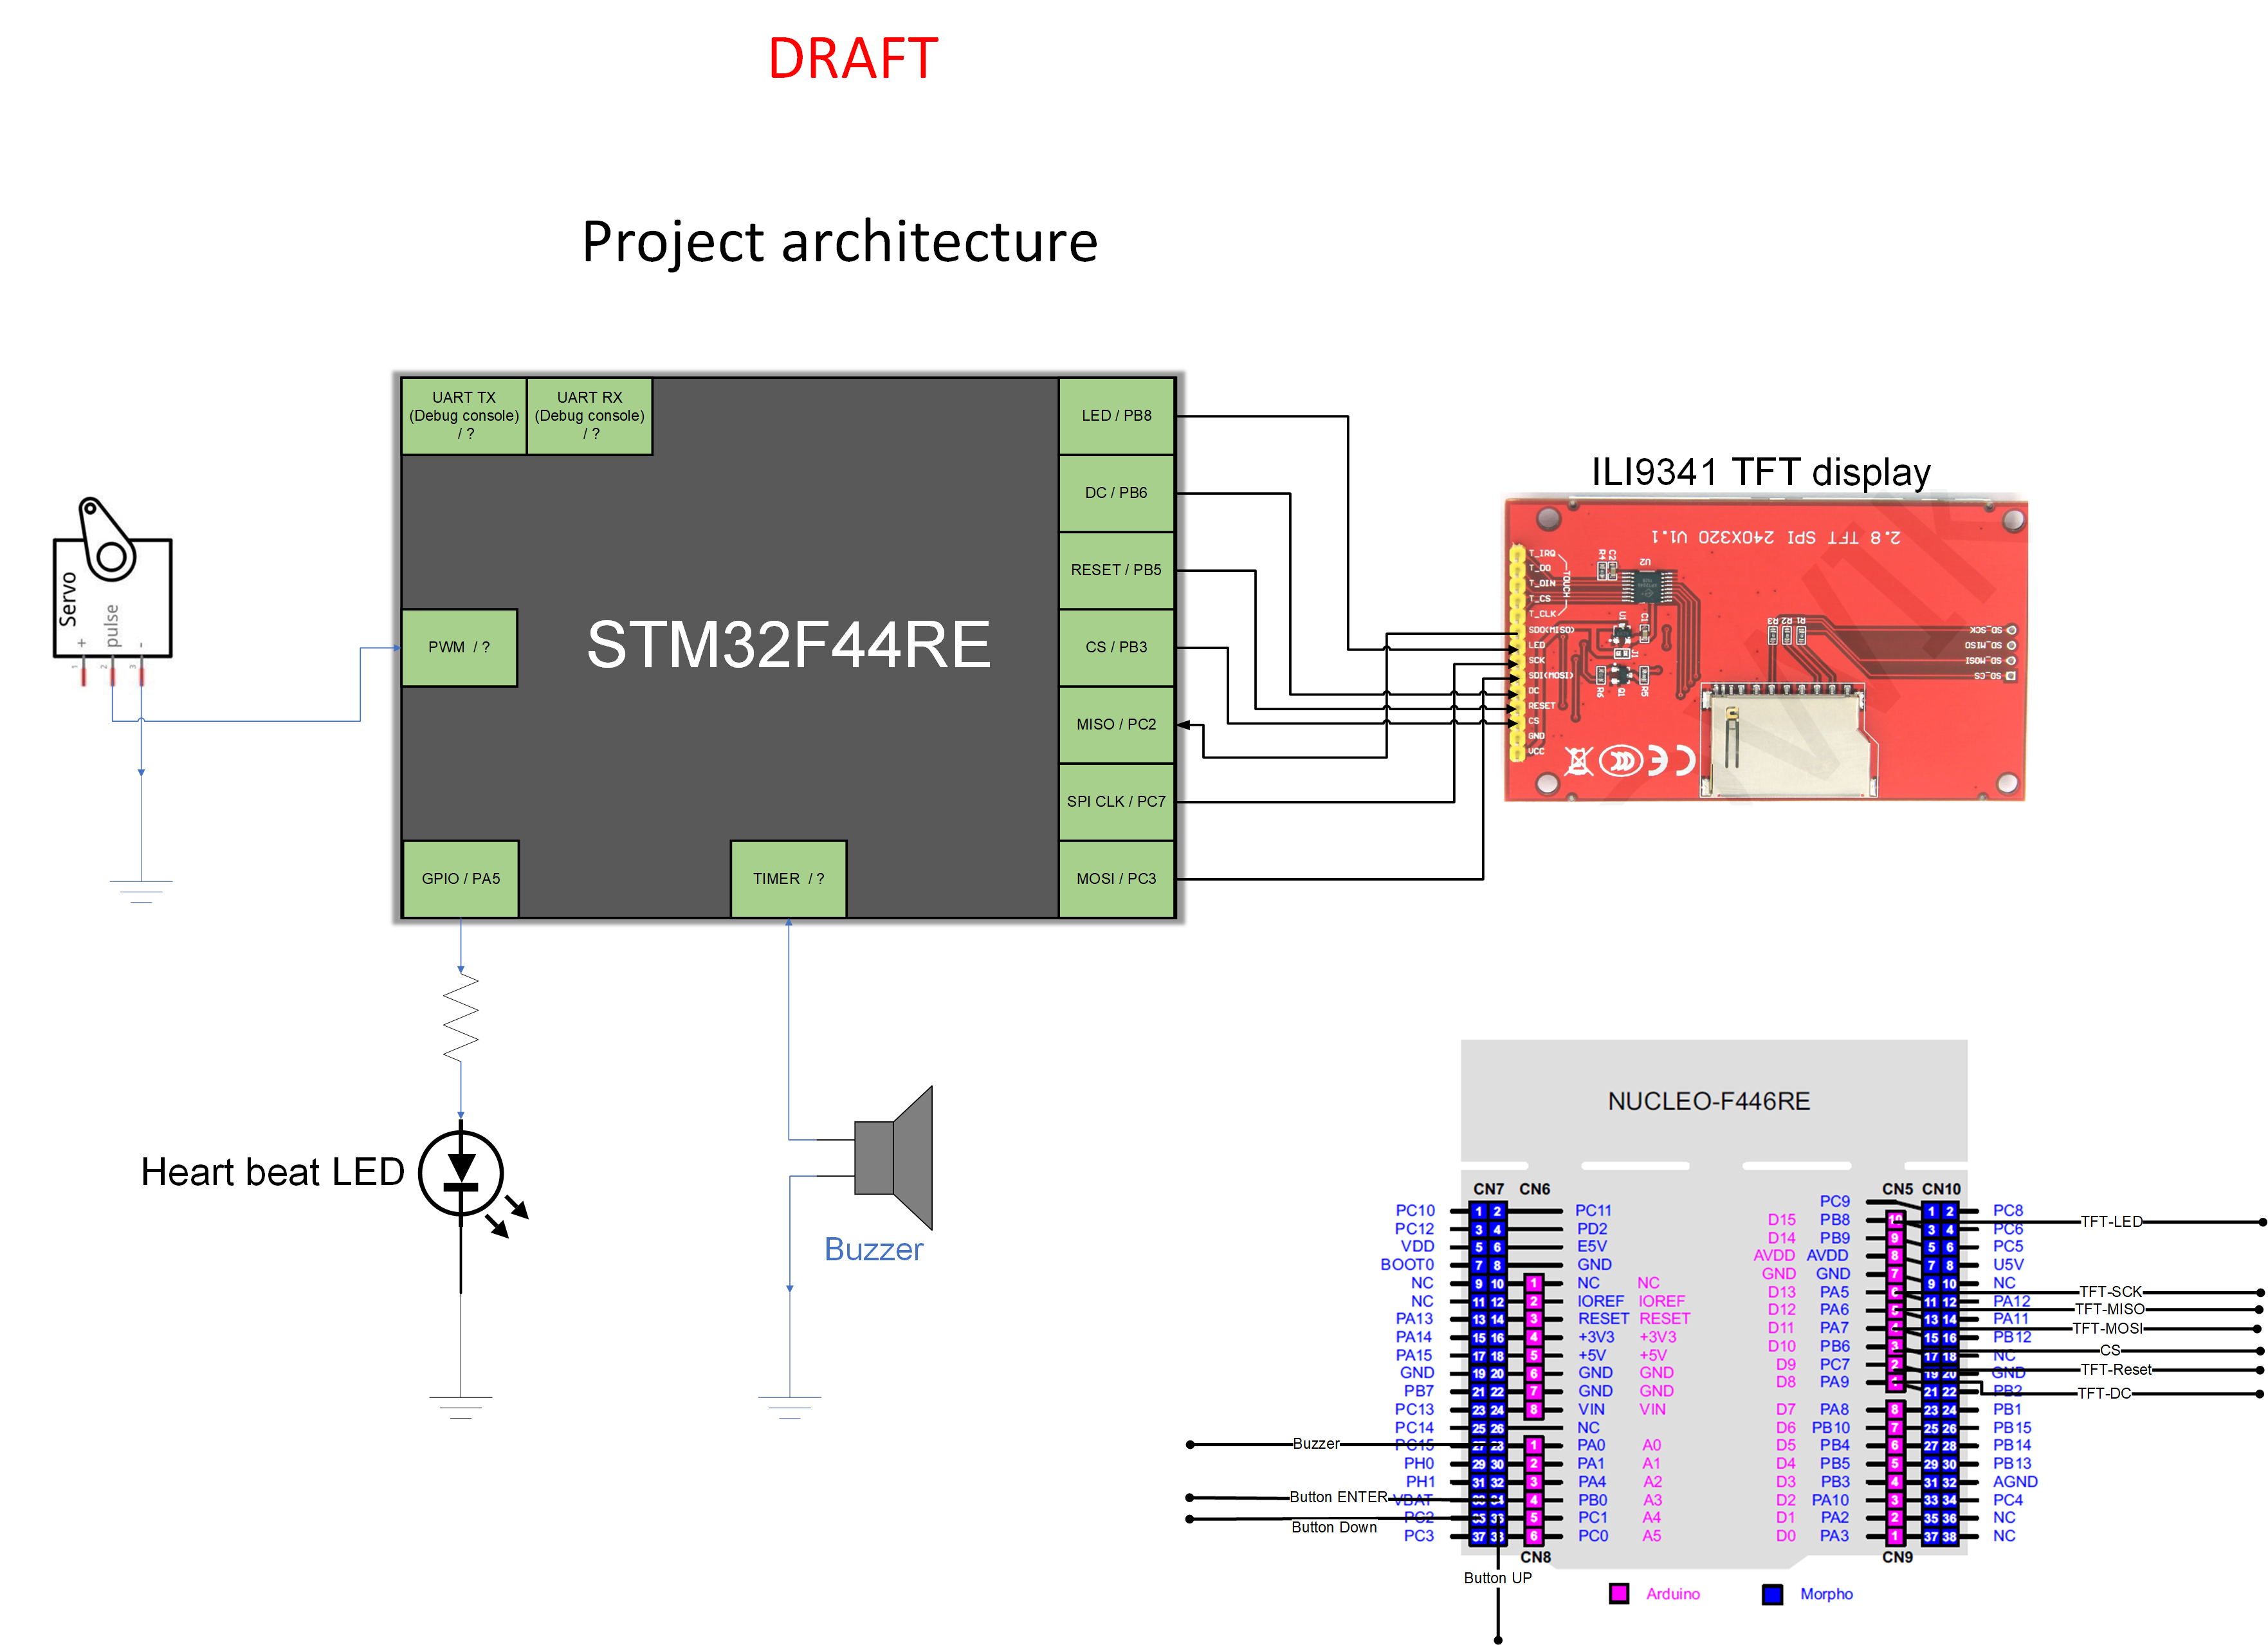 DRAFT
Project architecture
UART TX
(Debug console)
/ ?
UART RX
(Debug console)
/ ?
LED / PB8
DC / PB6
RESET / PB5
CS / PB3
MISO / PC2
SPI CLK / PC7
MOSI / PC3
PWM / ?
STM32F44RE
GPIO / PA5
TIMER / ?
Servo
+
pulse
-
1
2
3
Heart beat LED
Buzzer
ILI9341 TFT display
2.8 TFT SPI 240X320 V1.1
T_IRQ
T_DO
T_DIN
T_CS
T_CLK
TOUCH
SDO(MISO)
LED
SCK
SDI(MOSI)
DC
RESET
CS
GND
VCC
R4
C2
U2
U1
C1
J1
R6
Q1
R5
R3
R2
R1
SD_SCK
SD_MISO
SD_MOSI
SD_CS
NUCLEO-F446RE
CN7 CN6
CN5 CN10
PC10 1 2 PC11
PC12 3 4 PD2
VDD 5 6 E5V
BOOT0 7 8 GND
NC 9 10 1 NC NC
NC 11 12 2 IOREF IOREF
PA13 13 14 3 RESET RESET
PA14 15 16 4 +3V3 +3V3
PA15 17 18 5 +5V +5V
GND 19 20 6 GND GND
PB7 21 22 7 GND GND
PC13 23 24 8 VIN VIN
PC14 25 26 NC
Buzzer PC15 27 28 1 PA0 A0
PH0 29 30 2 PA1 A1
PH1 31 32 3 PA4 A2
Button ENTER VBAT 33 34 4 PB0 A3
PC2 35 36 5 PC1 A4
Button Down
PC3 37 38 6 PC0 A5
CN8
Button UP
PC9 1 2 PC8
D15 PB8 10 3 4 PC6 TFT-LED
D14 PB9 9 5 6 PC5
AVDD AVDD 8 7 8 U5V
GND GND 7 9 10 NC
D13 PA5 6 11 12 PA12 TFT-SCK
D12 PA6 5 13 14 PA11 TFT-MISO
D11 PA7 4 15 16 PB12 TFT-MOSI
D10 PB6 3 17 18 NC CS
D9 PC7 2 19 20 GND TFT-Reset
D8 PA9 1 21 22 PB2 TFT-DC
D7 PA8 8 23 24 PB1
D6 PB10 7 25 26 PB15
D5 PB4 6 27 28 PB14
D4 PB5 5 29 30 PB13
D3 PB3 4 31 32 AGND
D2 PA10 3 33 34 PC4
D1 PA2 2 35 36 NC
D0 PA3 1 37 38 NC
CN9
Arduino
Morpho